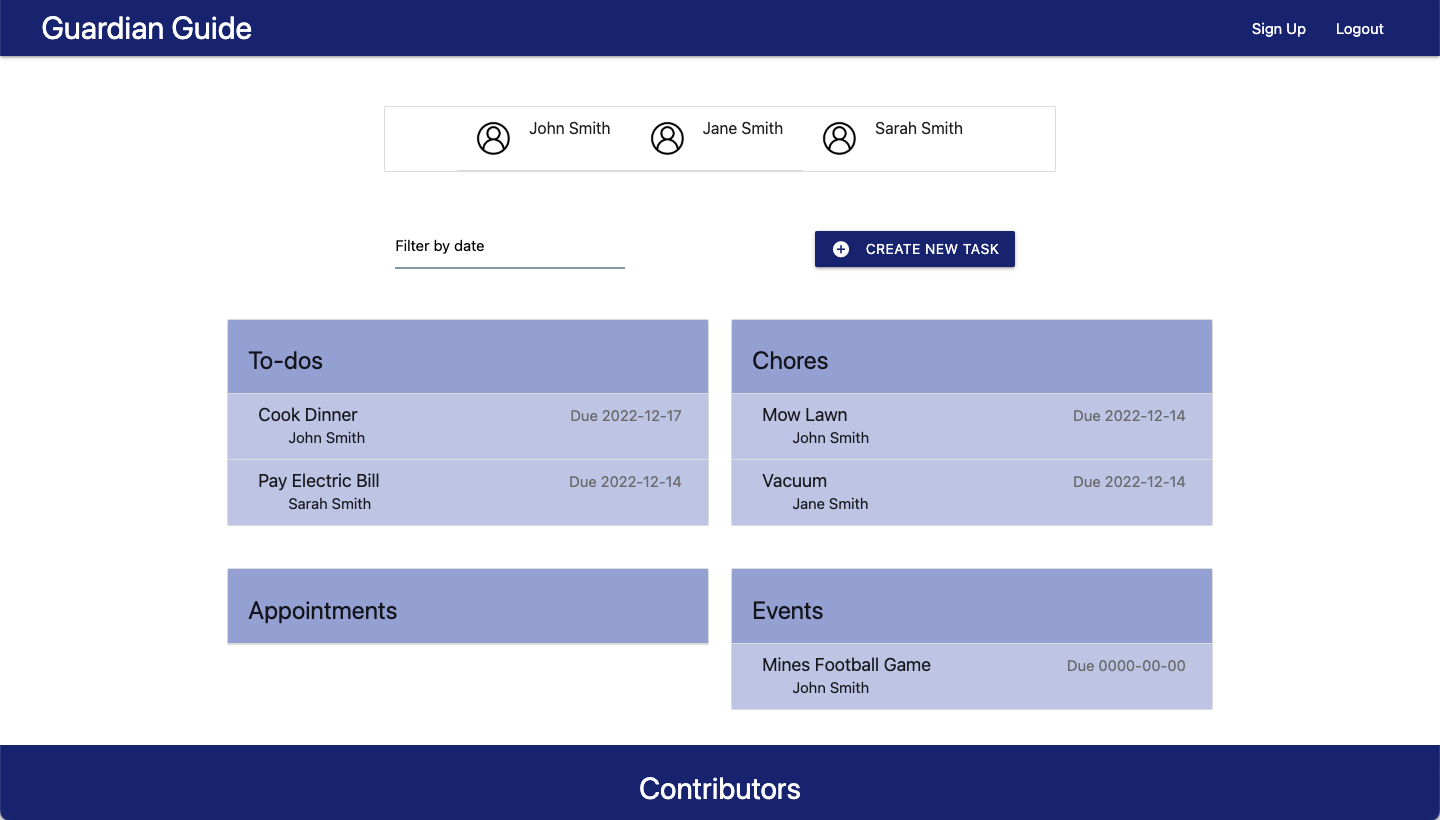 Guardian Guide
Sign Up
Logout
John Smith
Jane Smith
Sarah Smith
Filter by date
CREATE NEW TASK
To-dos
Cook Dinner
Due 2022-12-17
John Smith
Pay Electric Bill
Due 2022-12-14
Sarah Smith
Chores
Mow Lawn
Due 2022-12-14
John Smith
Vacuum
Due 2022-12-14
Jane Smith
Appointments
Events
Mines Football Game
Due 0000-00-00
John Smith
Contributors